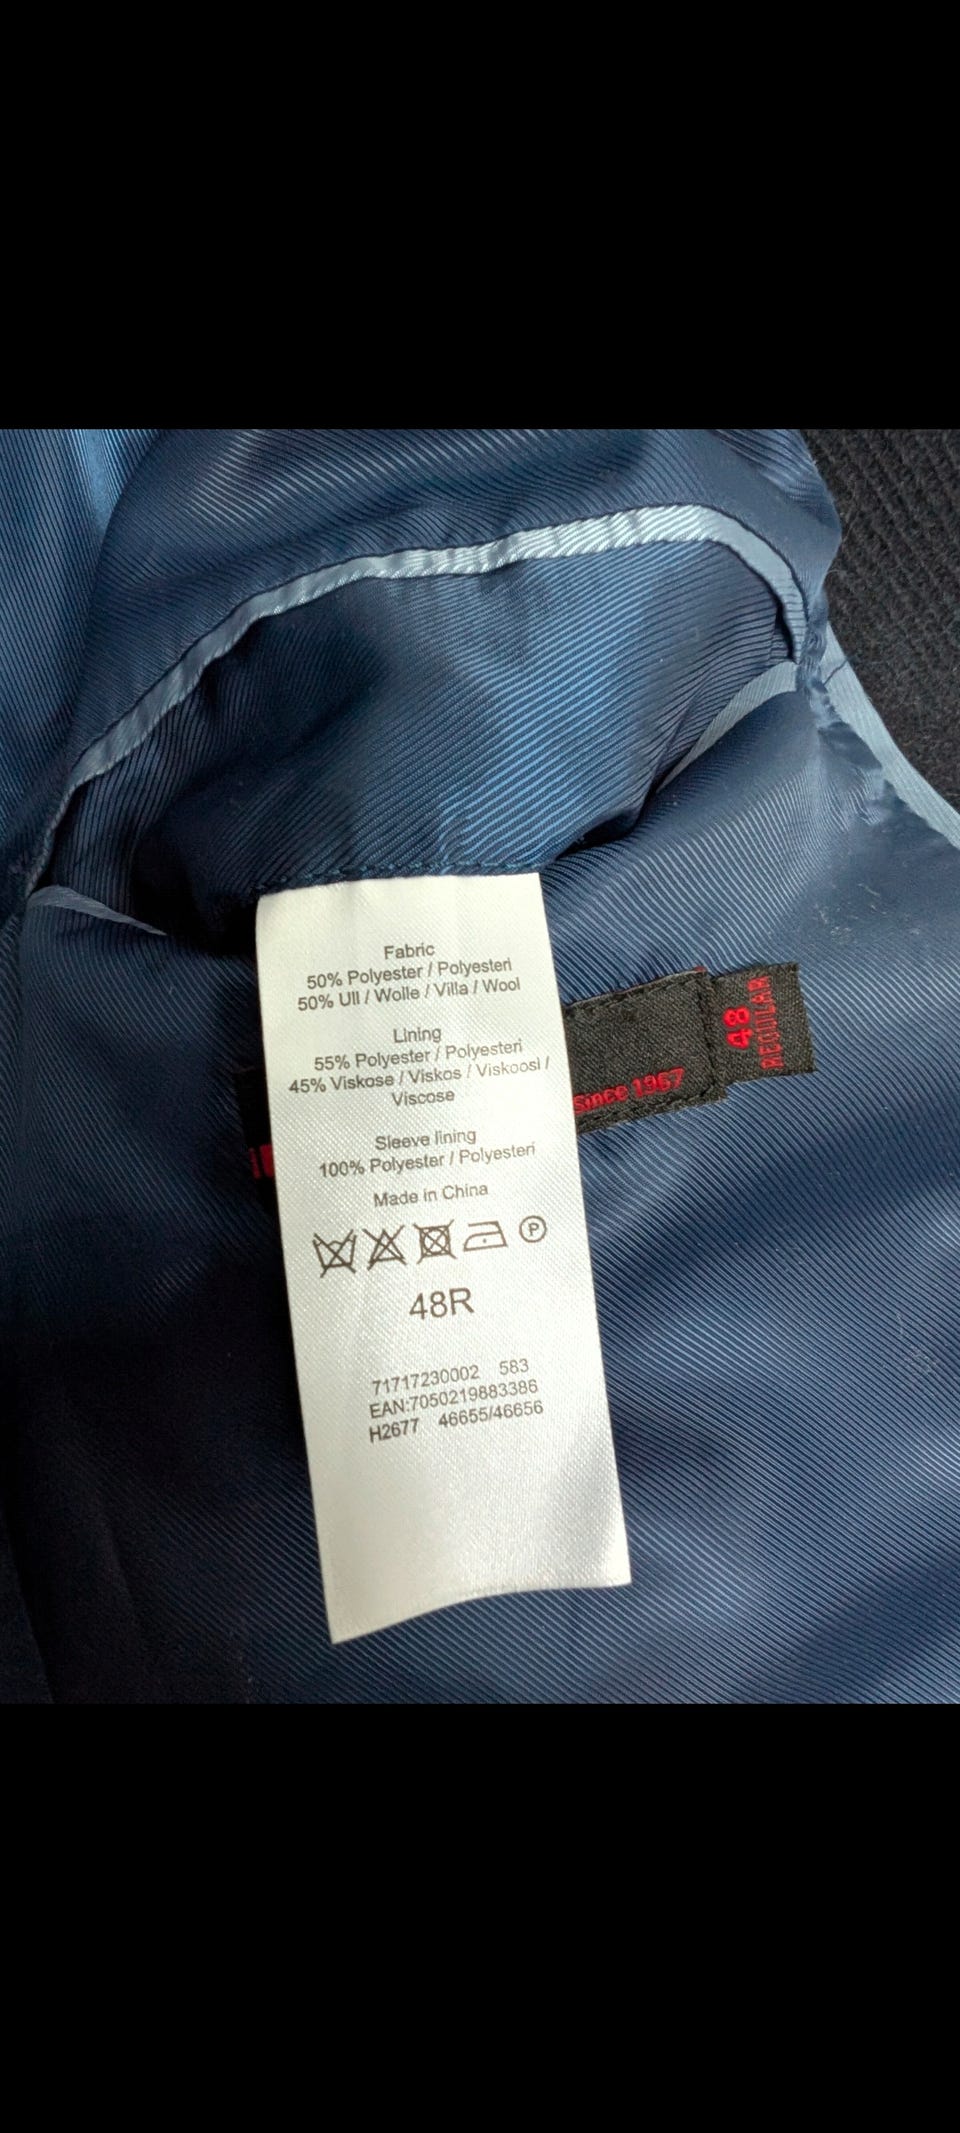 Fabric
50% Polyester / Polyesteri
50% Ull / Wolle / Villa / Wool
Lining
55% Polyester / Polyesteri
45% Viskose / Viskos / Viskoosi /
Viscose
Sleeve lining
100% Polyester / Polyesteri
Made in China
P
48R
71717230002 583
EAN:7050219883386
H2677 46655/46656
since 1967
48
REGULAR